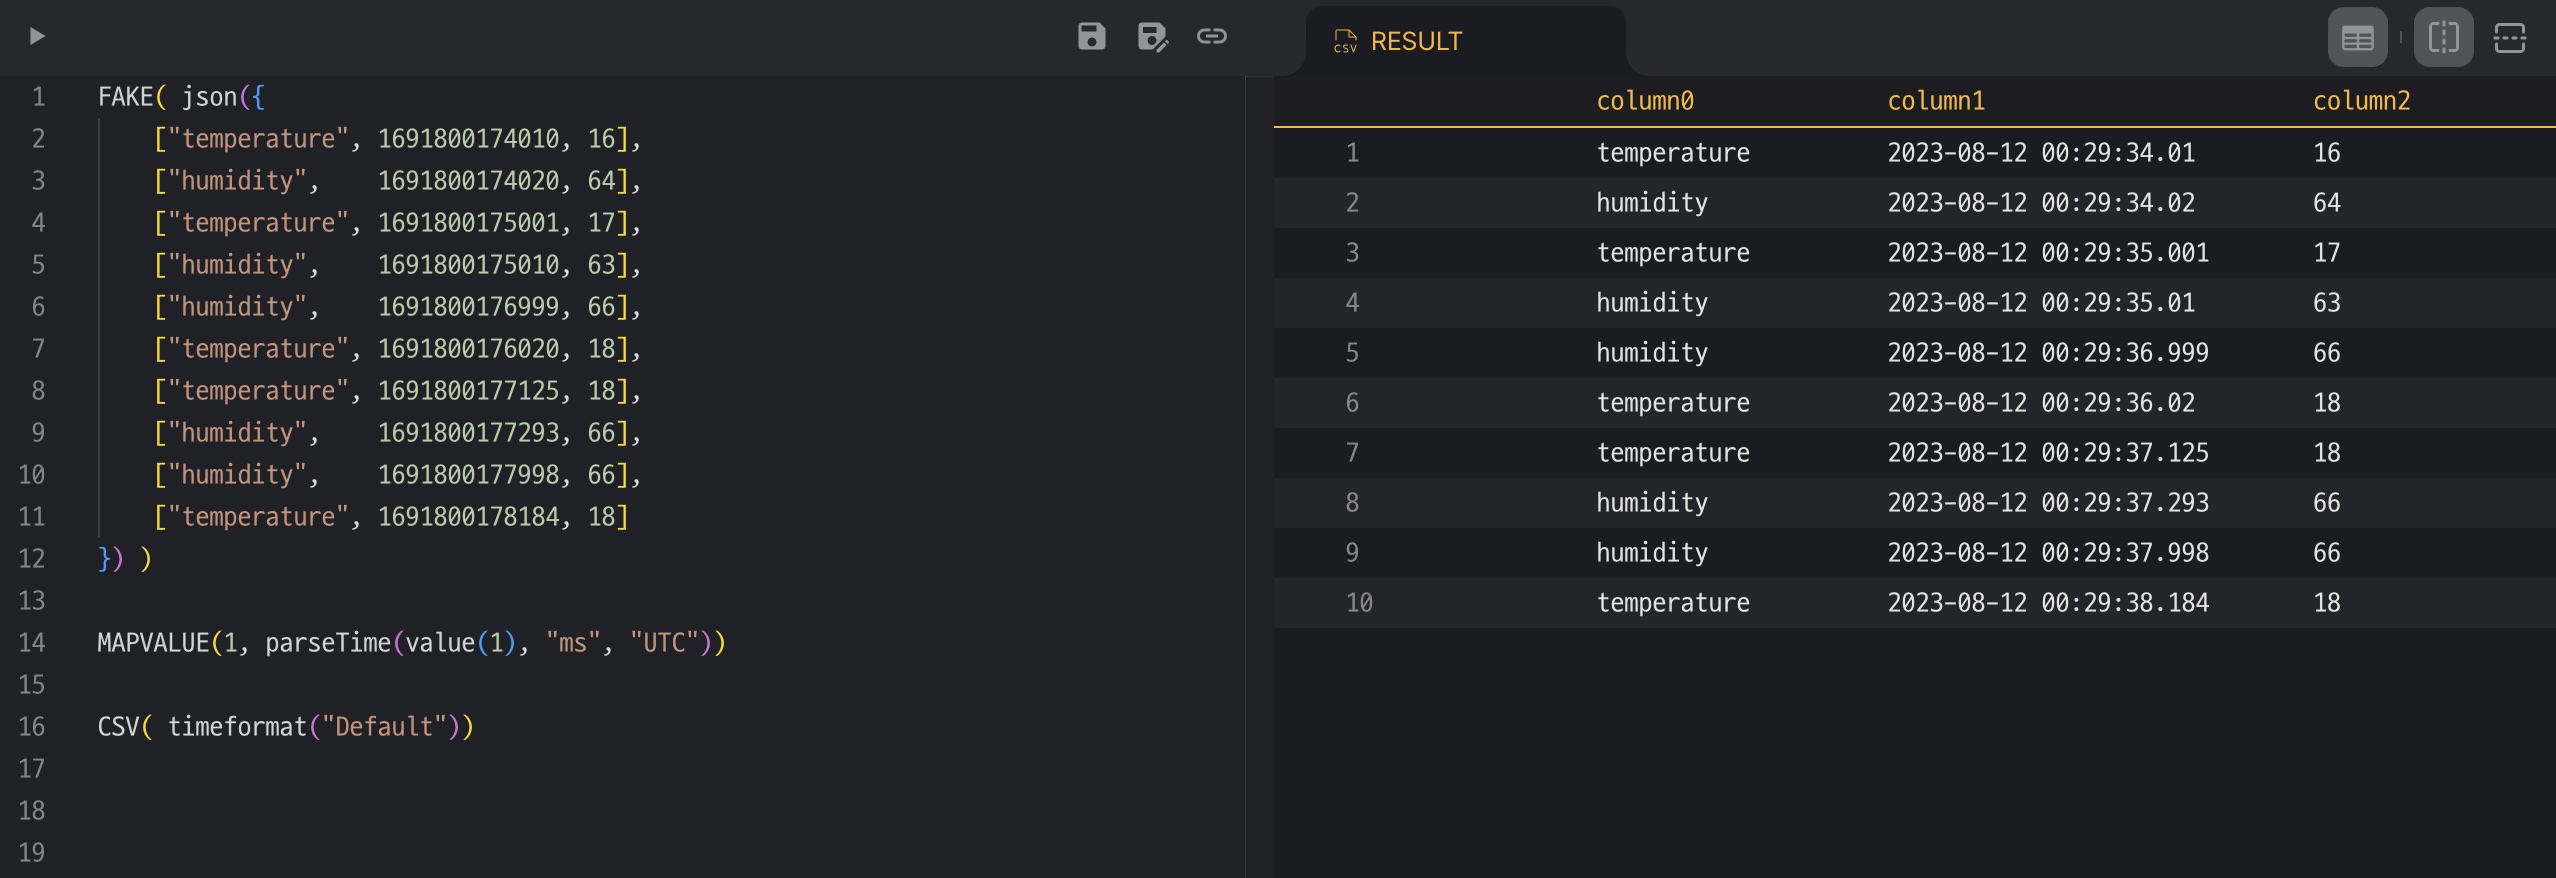 1 FAKE( json({
2 ["temperature", 1691800174010, 16],
3 ["humidity",    1691800174020, 64],
4 ["temperature", 1691800175001, 17],
5 ["humidity",    1691800175010, 63],
6 ["humidity",    1691800176999, 66],
7 ["temperature", 1691800176020, 18],
8 ["temperature", 1691800177125, 18],
9 ["humidity",    1691800177293, 66],
10 ["humidity",    1691800177998, 66],
11 ["temperature", 1691800178184, 18]
12 }) )
13
14 MAPVALUE(1, parseTime(value(1), "ms", "UTC"))
15
16 CSV( timeformat("Default"))
17
18
19
CSV RESULT
column0 column1 column2
1 temperature 2023-08-12 00:29:34.01 16
2 humidity 2023-08-12 00:29:34.02 64
3 temperature 2023-08-12 00:29:35.001 17
4 humidity 2023-08-12 00:29:35.01 63
5 humidity 2023-08-12 00:29:36.999 66
6 temperature 2023-08-12 00:29:36.02 18
7 temperature 2023-08-12 00:29:37.125 18
8 humidity 2023-08-12 00:29:37.293 66
9 humidity 2023-08-12 00:29:37.998 66
10 temperature 2023-08-12 00:29:38.184 18